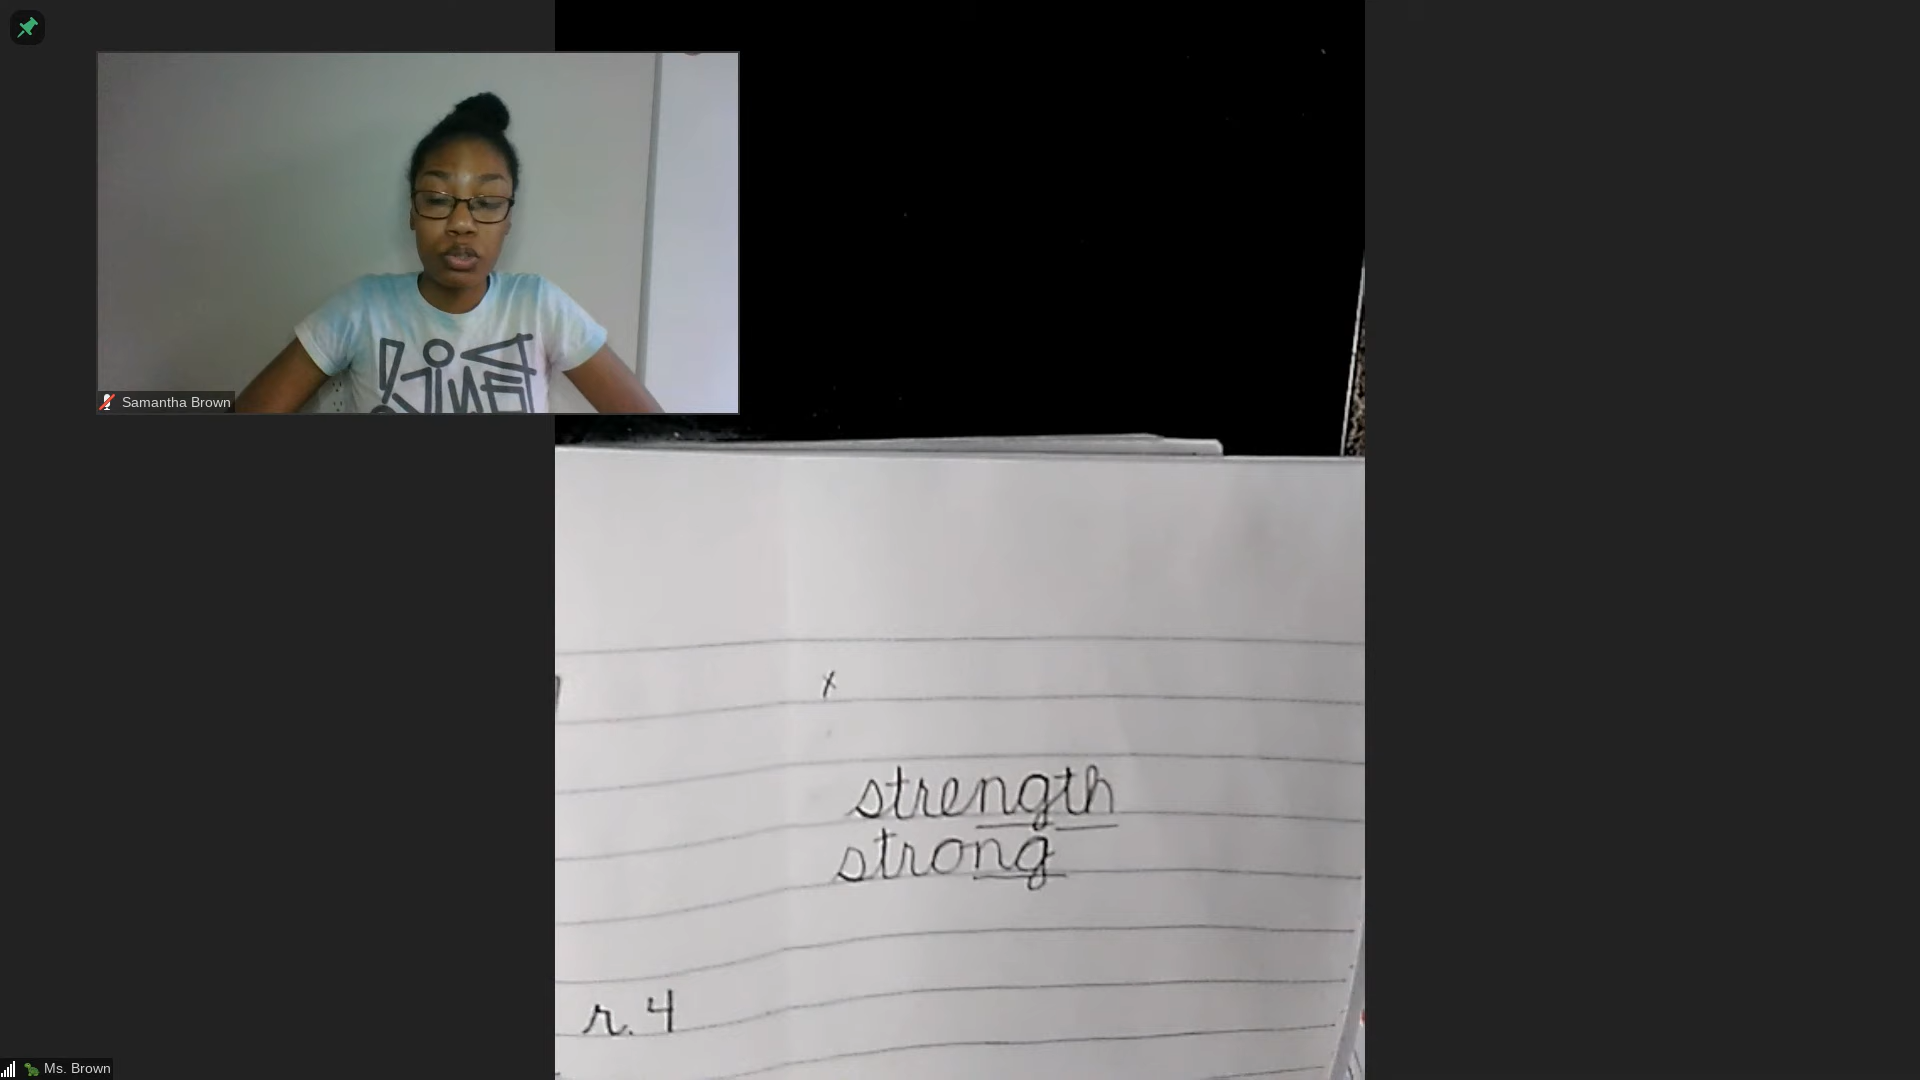 Samantha Brown
x
strength
strong
r. 4
Ms. Brown